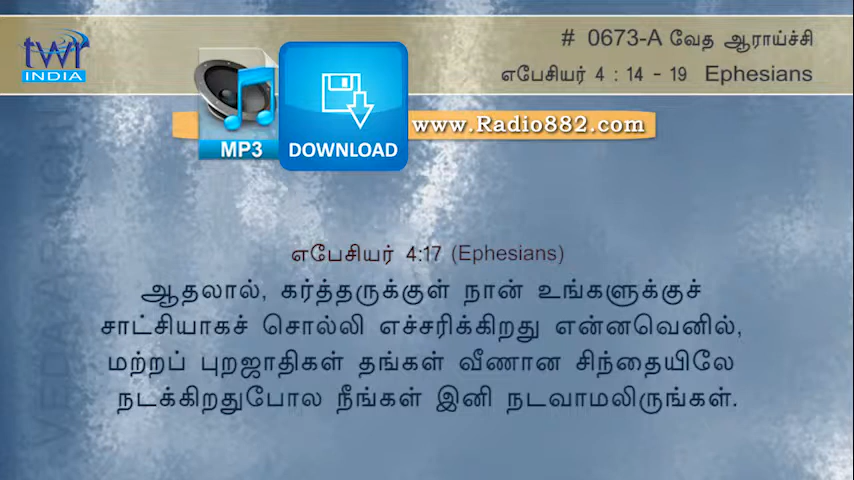 twr
INDIA
# 0673-A வேத ஆராய்ச்சி
எபேசியர் 4 : 14 - 19 Ephesians
MP3
DOWNLOAD
www.Radio882.com
எபேசியர் 4:17 (Ephesians)
ஆதலால், கர்த்தருக்குள் நான் உங்களுக்குச்
சாட்சியாகச் சொல்லி எச்சரிக்கிறது என்னவெனில்,
மற்றப் புறஜாதிகள் தங்கள் வீணான சிந்தையிலே
நடக்கிறதுபோல நீங்கள் இனி நடவாமலிருங்கள்.